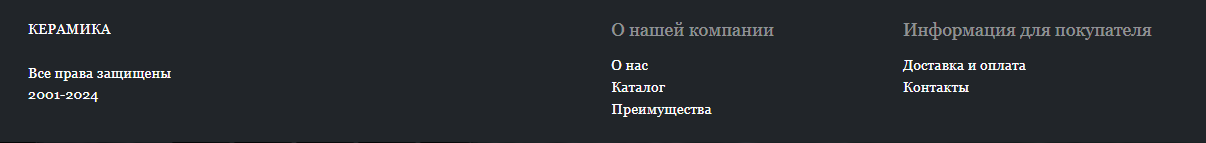 КЕРАМИКА
Все права защищены
2001-2024
О нашей компании
О нас
Каталог
Преимущества
Информация для покупателя
Доставка и оплата
Контакты